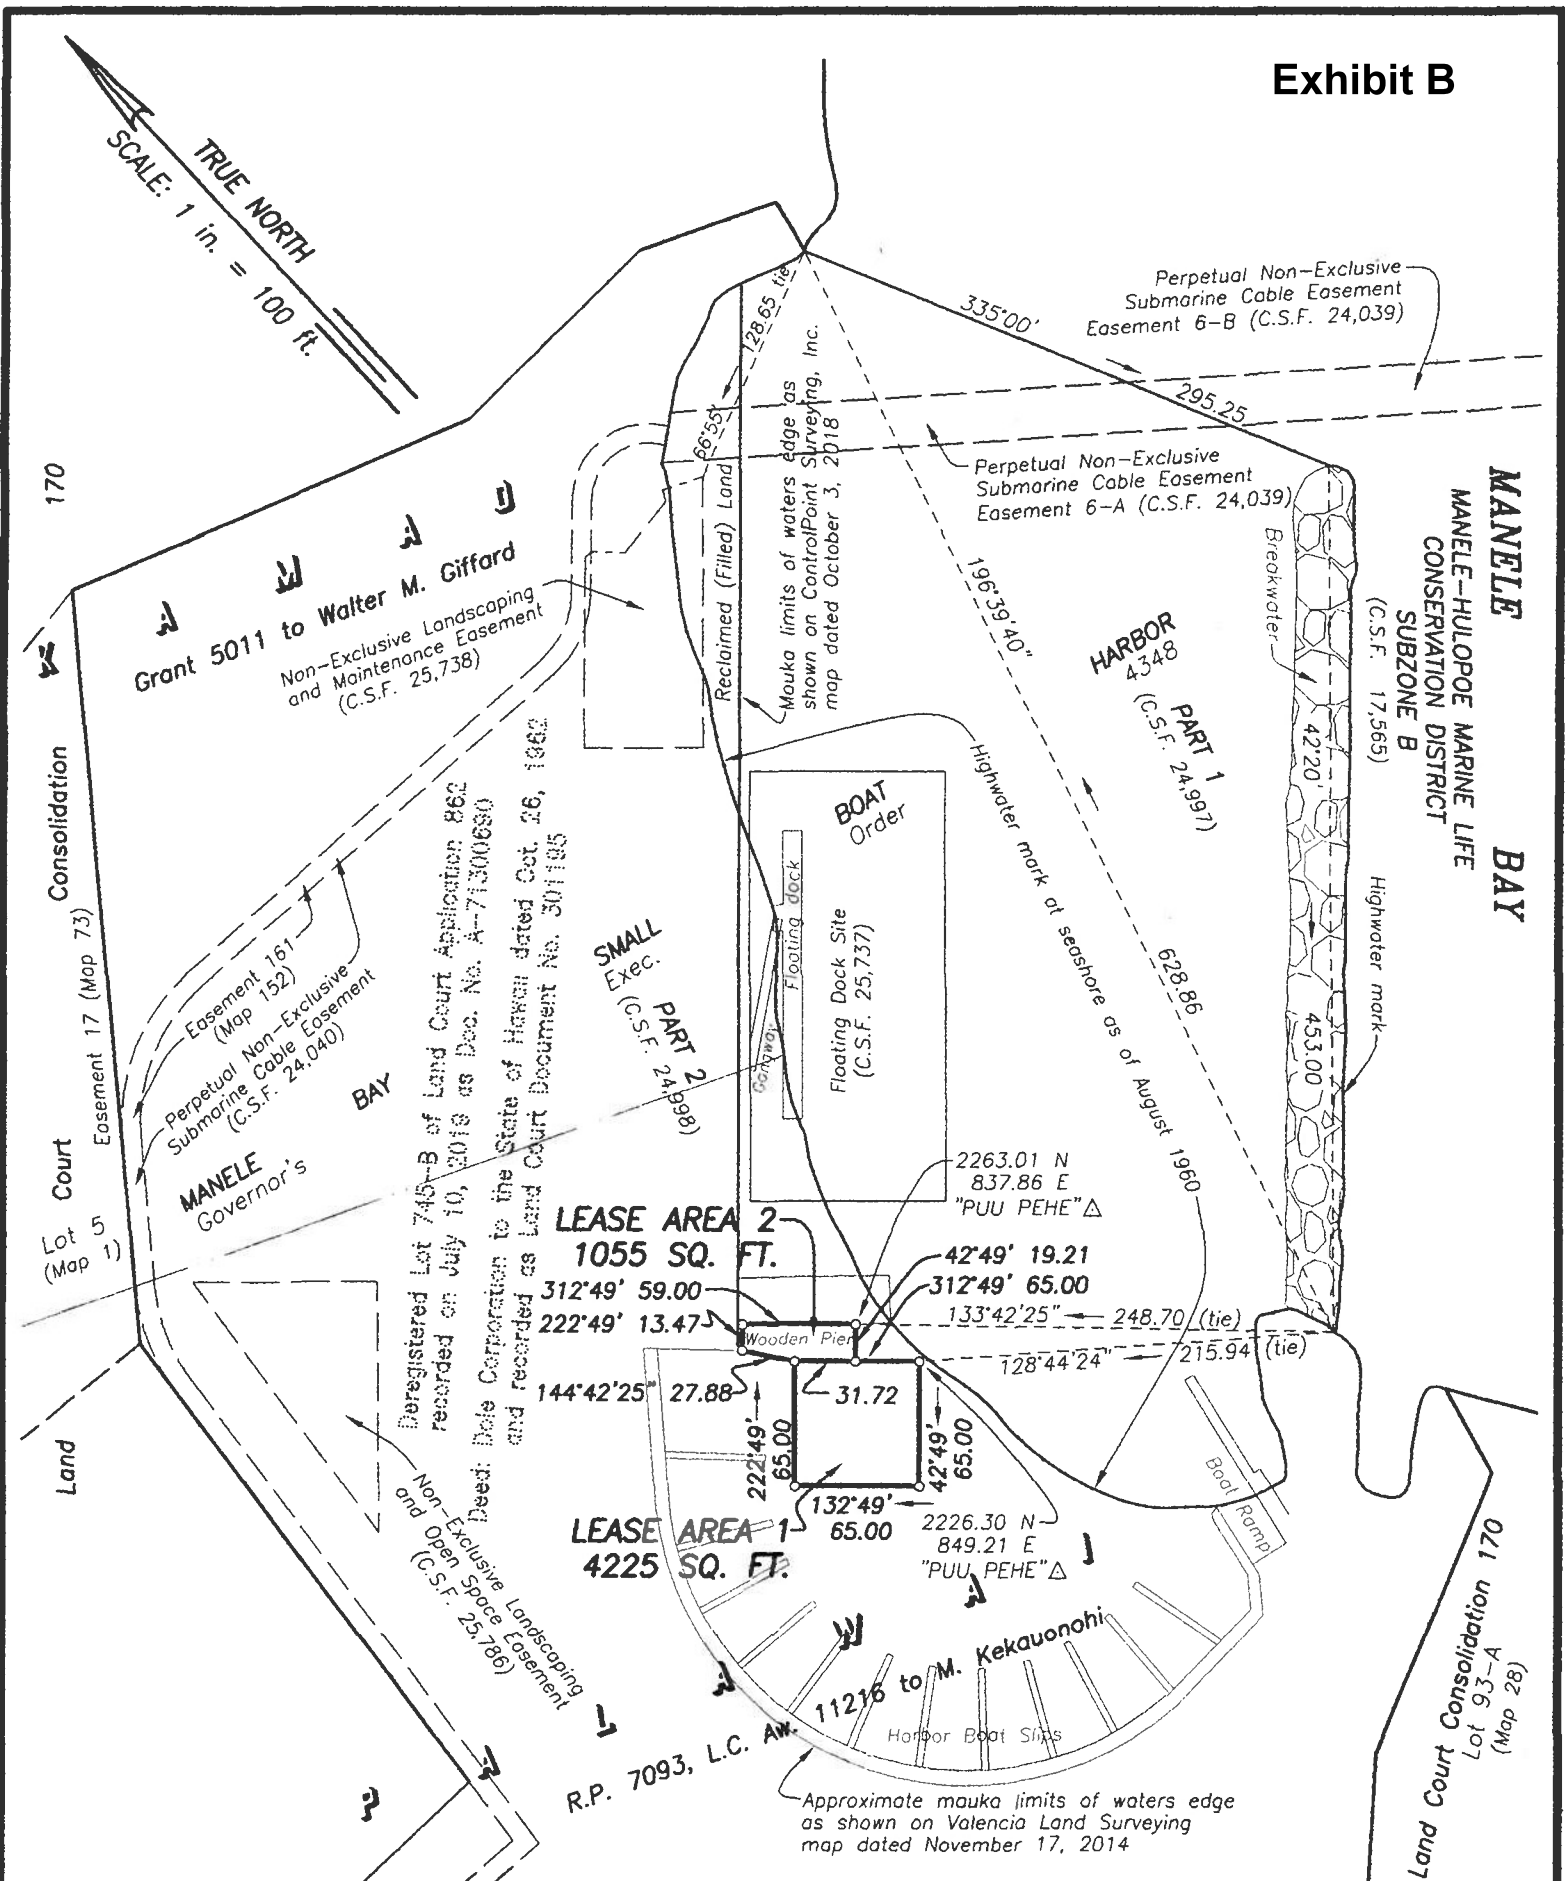 Exhibit B
TRUE NORTH
SCALE: 1 in. = 100 ft.
Perpetual Non-Exclusive
Submarine Cable Easement
Easement 6-B (C.S.F. 24,039)
335°00'
295.25
128.65 tie
66°55'
Perpetual Non-Exclusive
Submarine Cable Easement
Easement 6-A (C.S.F. 24,039)
Reclaimed (Filled) Land
Mauka limits of waters edge as
shown on ControlPoint Surveying, Inc.
map dated October 3, 2018
MANELE BAY
MANELE-HULOPOE MARINE LIFE
CONSERVATION DISTRICT
SUBZONE B
(C.S.F. 17,565)
Breakwater
42°20'
453.00
Highwater mark
170
Consolidation
Court
Land
Easement 17 (Map 73)
Lot 5
(Map 1)
K A W A D
Grant 5011 to Walter M. Giffard
Non-Exclusive Landscaping
and Maintenance Easement
(C.S.F. 25,738)
196°39'40"
628.86
HARBOR
4348
PART 1
(C.S.F. 24,997)
BOAT
Order
Highwater mark at seashore as of August 1960
Floating dock
Gangway
Floating Dock Site
(C.S.F. 25,737)
SMALL
Exec.
PART 2
(C.S.F. 24,998)
Easement 161
(Map 152)
Perpetual Non-Exclusive
Submarine Cable Easement
(C.S.F. 24,040)
MANELE BAY
Governor's
Deregistered Lot 745-B of Land Court Application 862
recorded on July 10, 2019 as Doc. No. A-71300690
Deed: Dole Corporation to the State of Hawaii dated Oct. 26, 1962
and recorded as Land Court Document No. 301195
2263.01 N
837.86 E
"PUU PEHE"
LEASE AREA 2
1055 SQ. FT.
312°49' 59.00
222°49' 13.47
42°49' 19.21
312°49' 65.00
133°42'25" 248.70 (tie)
128°44'24" 215.94 (tie)
Wooden Pier
144°42'25" 27.88
31.72
222°49'
65.00
42°49'
65.00
132°49'
65.00
LEASE AREA 1
4225 SQ. FT.
2226.30 N
849.21 E
"PUU PEHE"
Boat Ramp
Non-Exclusive Landscaping
and Open Space Easement
(C.S.F. 25,786)
P A L A W A I
R.P. 7093, L.C. Aw. 11216 to M. Kekauonohi
Harbor Boat Slips
Approximate mauka limits of waters edge
as shown on Valencia Land Surveying
map dated November 17, 2014
Land Court Consolidation 170
Lot 93-A
(Map 28)